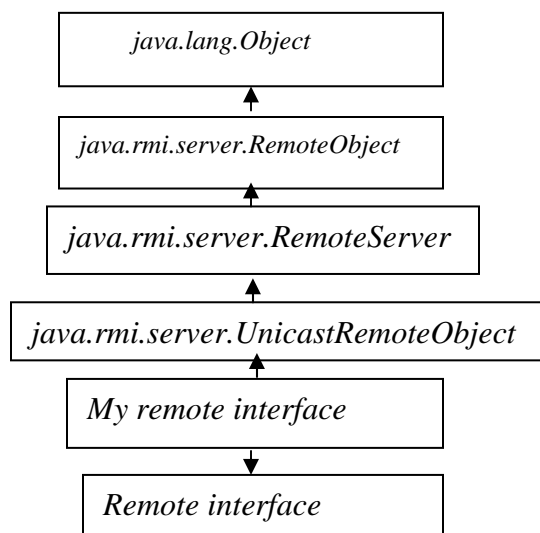 java.lang.Object
java.rmi.server.RemoteObject
java.rmi.server.RemoteServer
java.rmi.server.UnicastRemoteObject
My remote interface
Remote interface